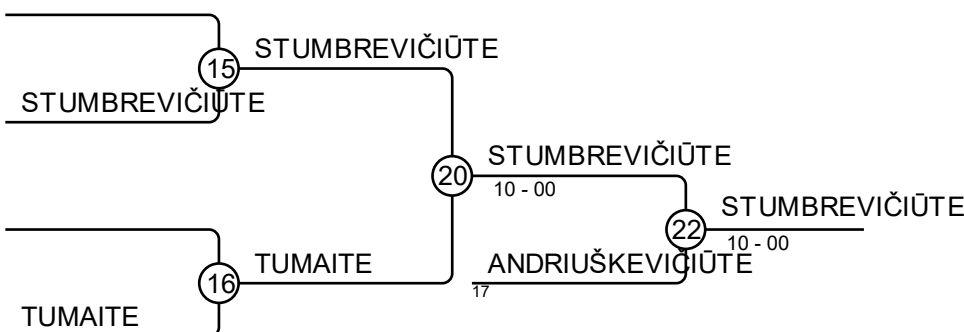 STUMBREVIČIŪTE
15
STUMBREVIČIŪTE
STUMBREVIČIŪTE
20
10 - 00
STUMBREVIČIŪTE
22
10 - 00
TUMAITE
ANDRIUŠKEVIČIŪTE
16
17
TUMAITE